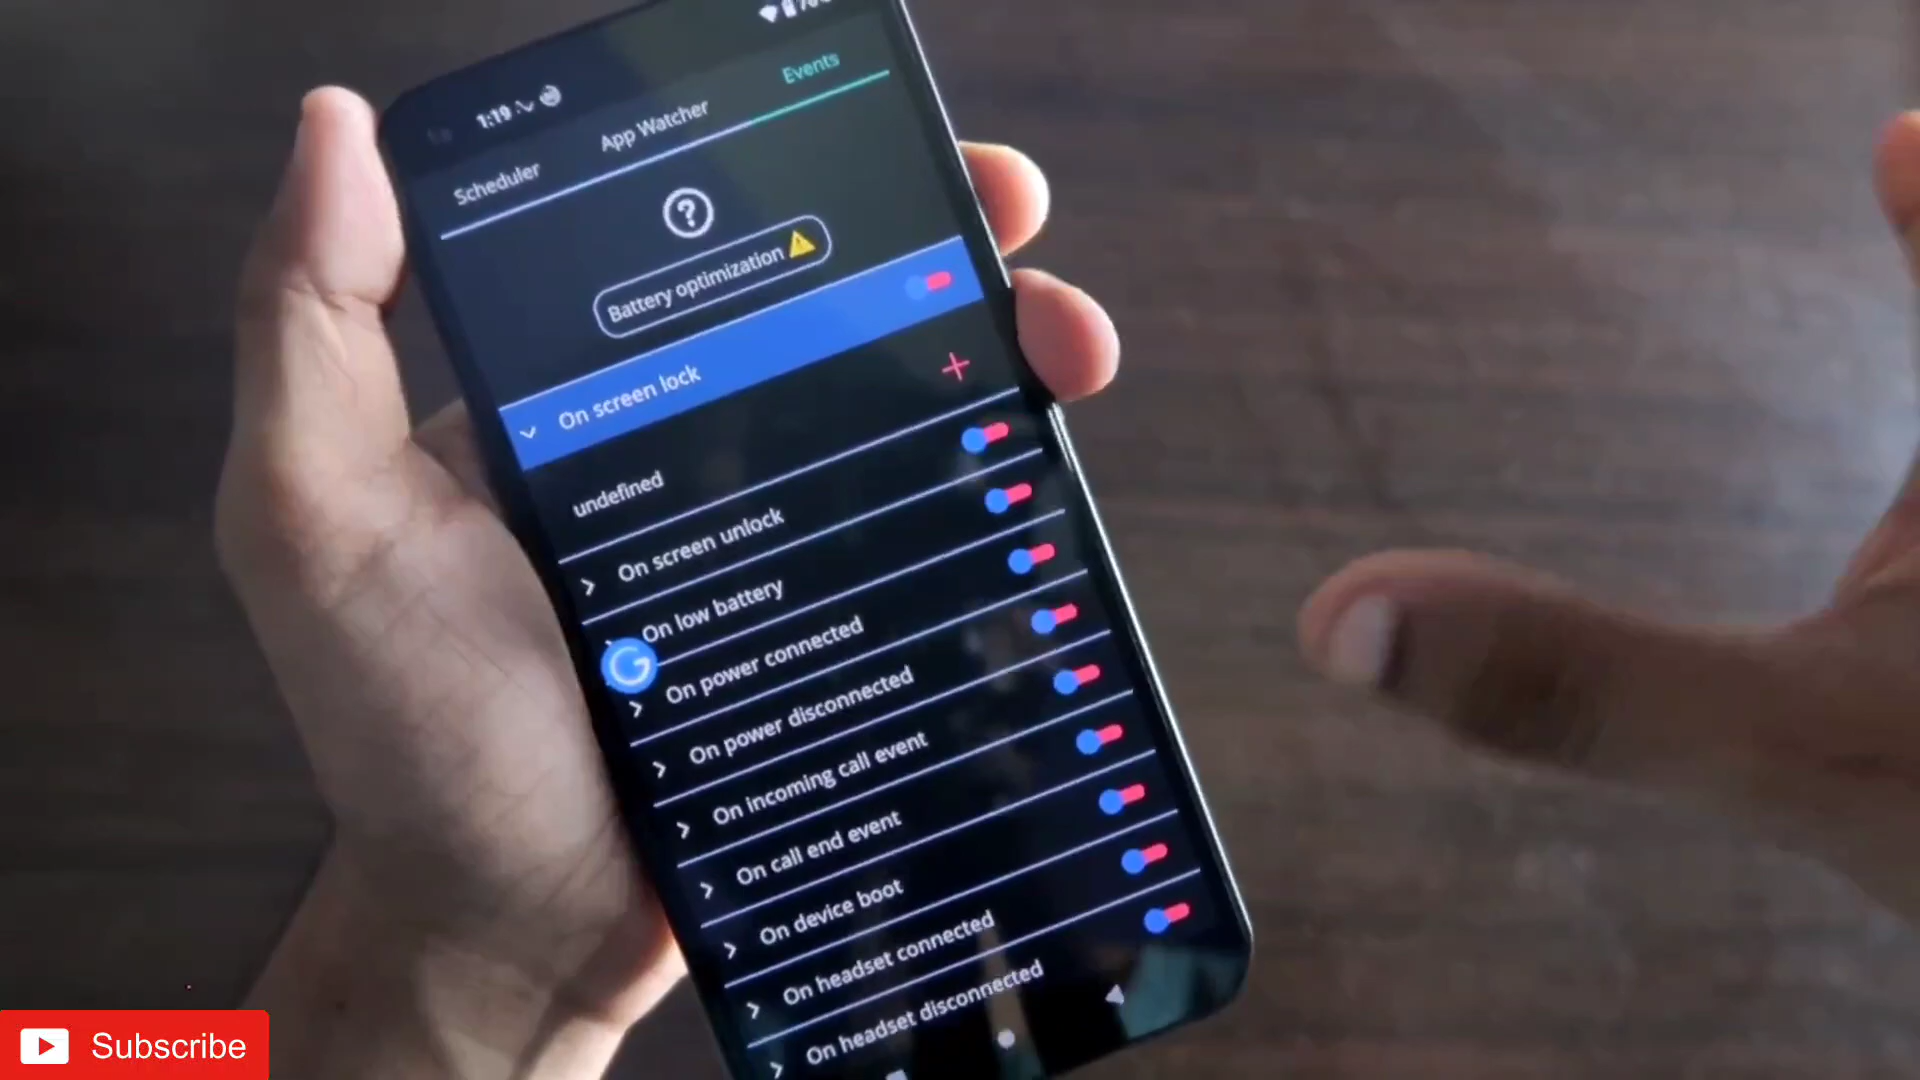 1:19
Scheduler
App Watcher
Events
Battery optimization
On screen lock
undefined
On screen unlock
On low battery
On power connected
On power disconnected
On incoming call event
On call end event
On device boot
On headset connected
On headset disconnected
Subscribe